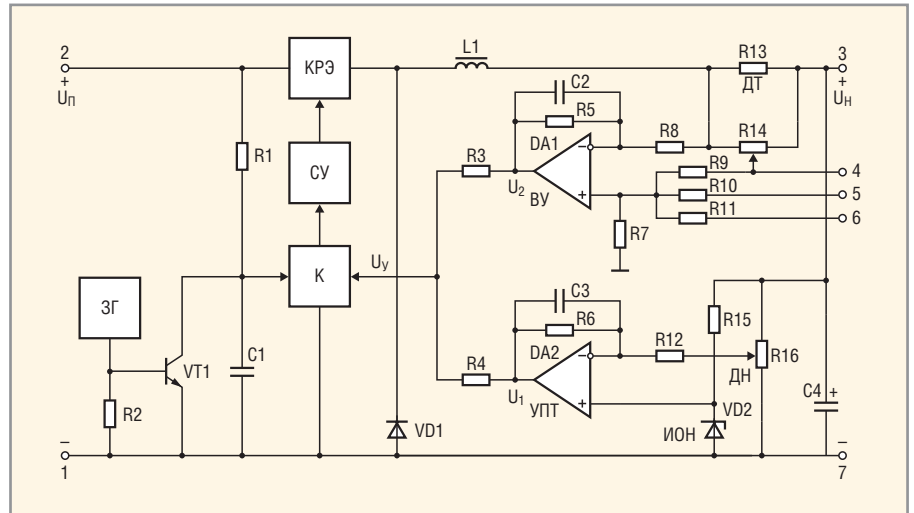 2
+
Uп
КРЭ
L1
R13
ДТ
3
+
Uн
C2
R5
DA1
R8
R14
R1
СУ
R3
R9
4
U2
ВУ
R10
5
R11
6
R7
К
Uу
ЗГ
C3
R6
R15
DA2
R12
R16
VT1
C1
ДН
R4
U1
УПТ
C4
+
R2
VD1
ИОН
VD2
–
1
–
7